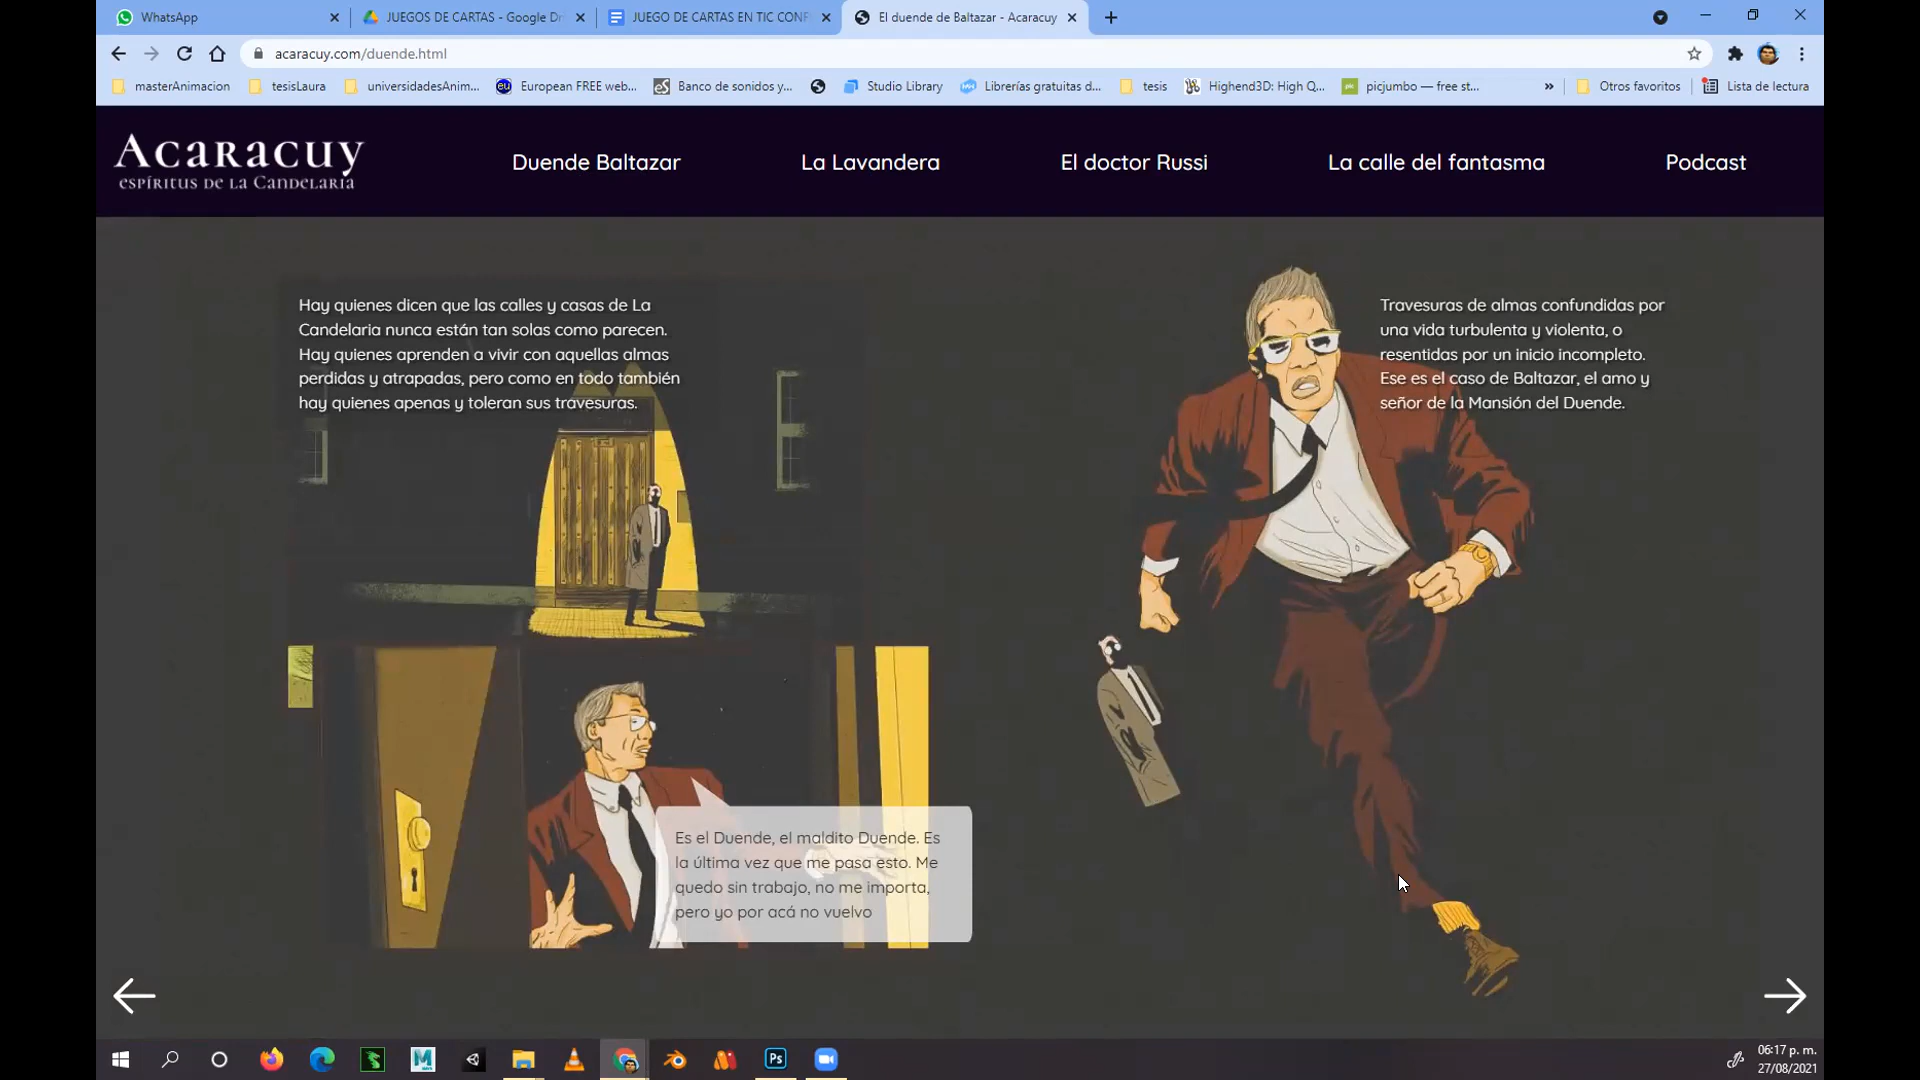 WhatsApp
JUEGOS DE CARTAS - Google Dr
JUEGO DE CARTAS EN TIC CONF
El duende de Baltazar - Acaracuy
acaracuy.com/duende.html
masterAnimacion
tesisLaura
universidadesAnim...
European FREE web...
Banco de sonidos y...
Studio Library
Librerías gratuitas d...
tesis
Highend3D: High Q...
picjumbo — free st...
»
Otros favoritos
Lista de lectura
Acaracuy
espíritus de la Candelaria
Duende Baltazar
La Lavandera
El doctor Russi
La calle del fantasma
Podcast
Hay quienes dicen que las calles y casas de La
Candelaria nunca están tan solas como parecen.
Hay quienes aprenden a vivir con aquellas almas
perdidas y atrapadas, pero como en todo también
hay quienes apenas y toleran sus travesuras.
Travesuras de almas confundidas por
una vida turbulenta y violenta, o
resentidas por un inicio incompleto.
Ese es el caso de Baltazar, el amo y
señor de la Mansión del Duende.
Es el Duende, el maldito Duende. Es
la última vez que me pasa esto. Me
quedo sin trabajo, no me importa,
pero yo por acá no vuelvo
Ps
06:17 p. m.
27/08/2021